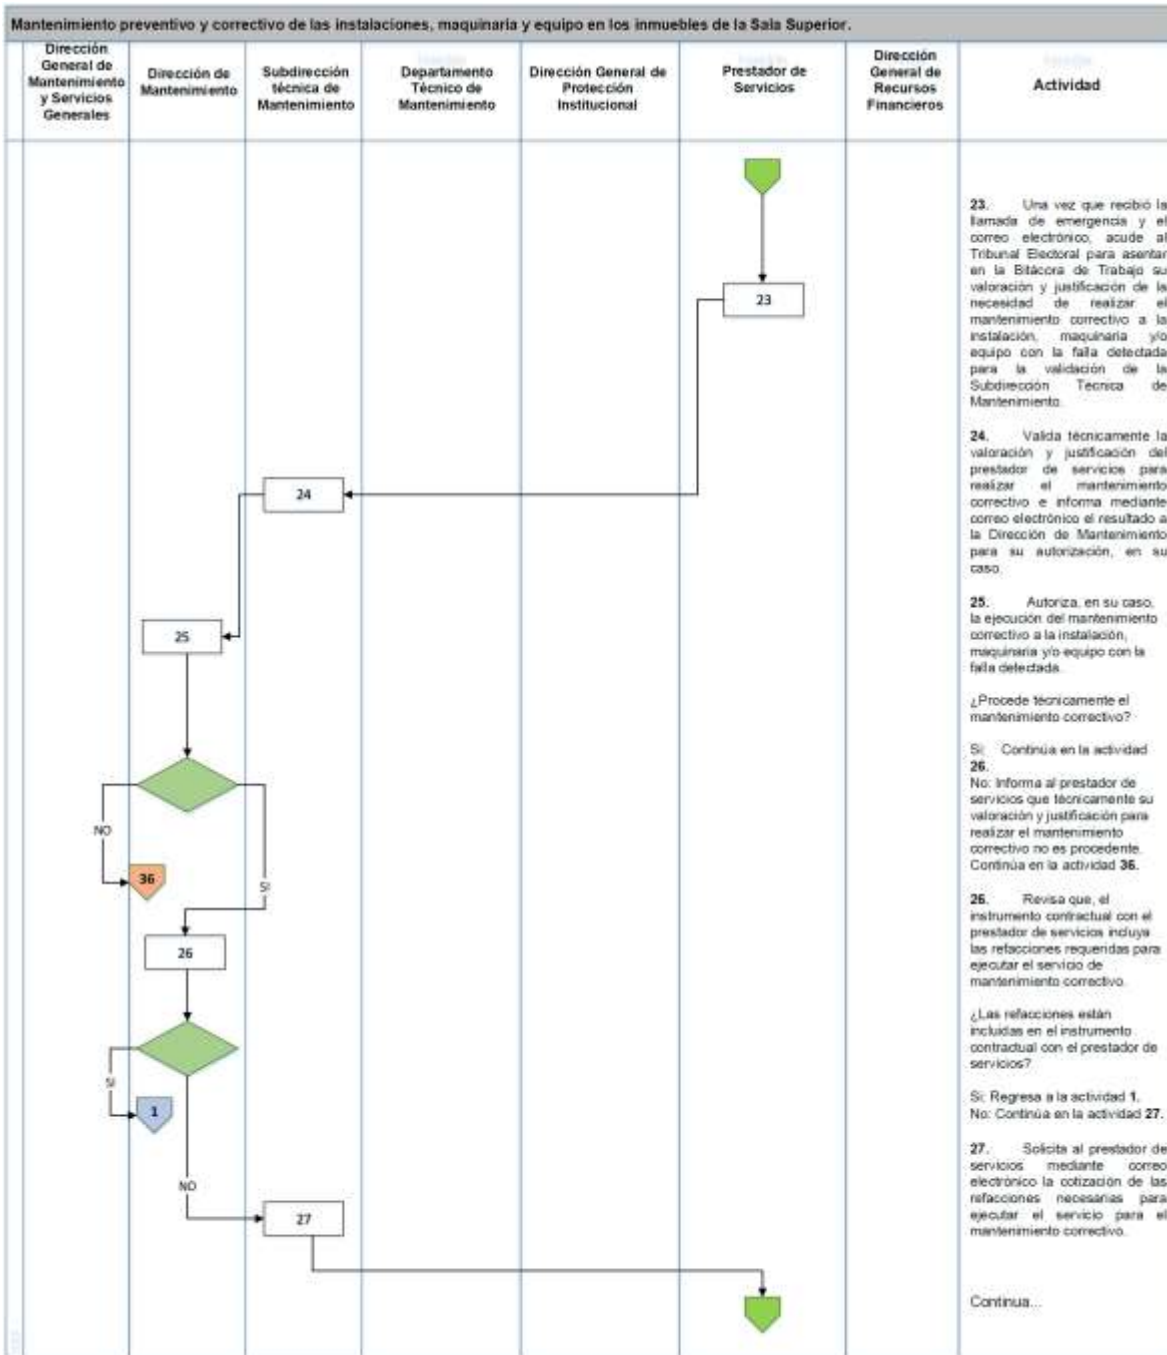 Mantenimiento preventivo y correctivo de las instalaciones, maquinaria y equipo en los inmuebles de la Sala Superior.
Dirección
General de
Mantenimiento
y Servicios
Generales
Dirección de
Mantenimiento
Subdirección
técnica de
Mantenimiento
Departamento
Técnico de
Mantenimiento
Dirección General de
Protección
Institucional
Prestador de
Servicios
Dirección
General de
Recursos
Financieros
Actividad
23
24
25
NO
36
SI
26
SI
1
NO
27
23. Una vez que recibió la
llamada de emergencia y el
correo electrónico, acude al
Tribunal Electoral para asentar
en la Bitácora de Trabajo su
valoración y justificación de la
necesidad de realizar el
mantenimiento correctivo a la
instalación, maquinaria y/o
equipo con la falla detectada
para la validación de la
Subdirección Tecnica de
Mantenimiento.
24. Valida técnicamente la
valoración y justificación del
prestador de servicios para
realizar el mantenimiento
correctivo e informa mediante
correo electrónico el resultado a
la Dirección de Mantenimiento
para su autorización, en su
caso.
25. Autoriza, en su caso,
la ejecución del mantenimiento
correctivo a la instalación,
maquinaria y/o equipo con la
falla detectada.
¿Procede técnicamente el
mantenimiento correctivo?
Si: Continúa en la actividad
26.
No: Informa al prestador de
servicios que técnicamente su
valoración y justificación para
realizar el mantenimiento
correctivo no es procedente.
Continúa en la actividad 36.
26. Revisa que, el
instrumento contractual con el
prestador de servicios incluya
las refacciones requeridas para
ejecutar el servicio de
mantenimiento correctivo.
¿Las refacciones están
incluidas en el instrumento
contractual con el prestador de
servicios?
Si: Regresa a la actividad 1.
No: Continúa en la actividad 27.
27. Solicita al prestador de
servicios mediante correo
electrónico la cotización de las
refacciones necesarias para
ejecutar el servicio para el
mantenimiento correctivo.
Continua...